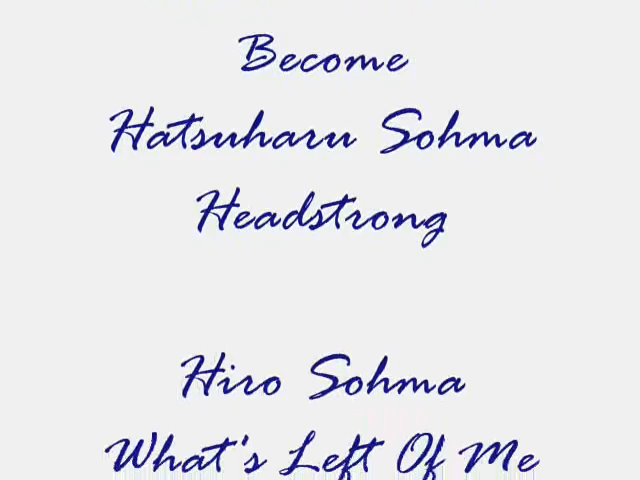 Become
Hatsuharu Sohma
Headstrong
Hiro Sohma
What's Left Of Me